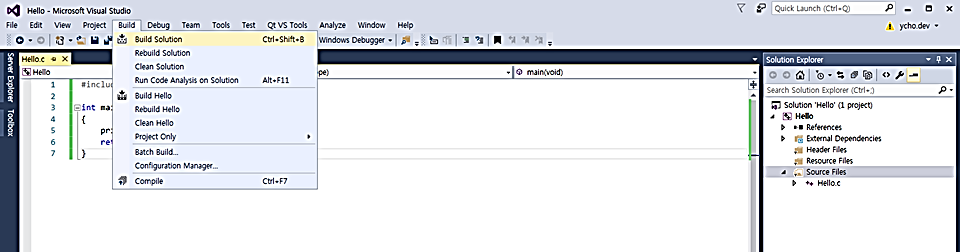 Hello - Microsoft Visual Studio
Quick Launch (Ctrl+Q)
File Edit View Project Build Debug Team Tools Test Qt VS Tools Analyze Window Help
ycho.dev
Windows Debugger
Build Solution Ctrl+Shift+B
Rebuild Solution
Clean Solution
Run Code Analysis on Solution Alt+F11
Build Hello
Rebuild Hello
Clean Hello
Project Only
Batch Build...
Configuration Manager...
Compile Ctrl+F7
Server Explorer
Toolbox
Hello.c
Hello
ope)
main(void)
1 #includ
2
3 int mai
4 {
5 pri
6 ret
7 }
Solution Explorer
Search Solution Explorer (Ctrl+;)
Solution 'Hello' (1 project)
Hello
References
External Dependencies
Header Files
Resource Files
Source Files
Hello.c